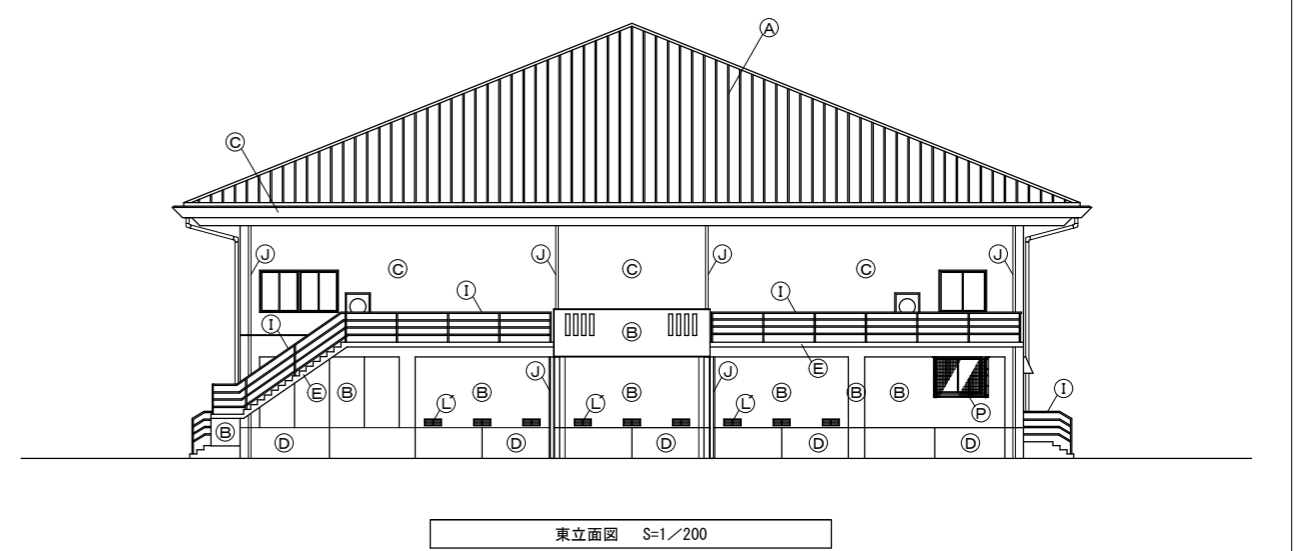 Ⓐ
Ⓒ
Ⓙ Ⓙ Ⓙ Ⓙ
Ⓒ Ⓒ Ⓒ
Ⓘ Ⓘ
Ⓘ Ⓑ
Ⓔ
Ⓙ Ⓙ
Ⓔ Ⓑ Ⓑ Ⓑ Ⓑ Ⓑ Ⓑ
Ⓛ Ⓛ Ⓛ Ⓟ Ⓘ
Ⓑ
Ⓓ Ⓓ Ⓓ Ⓓ Ⓓ
東立面図 S=1／200